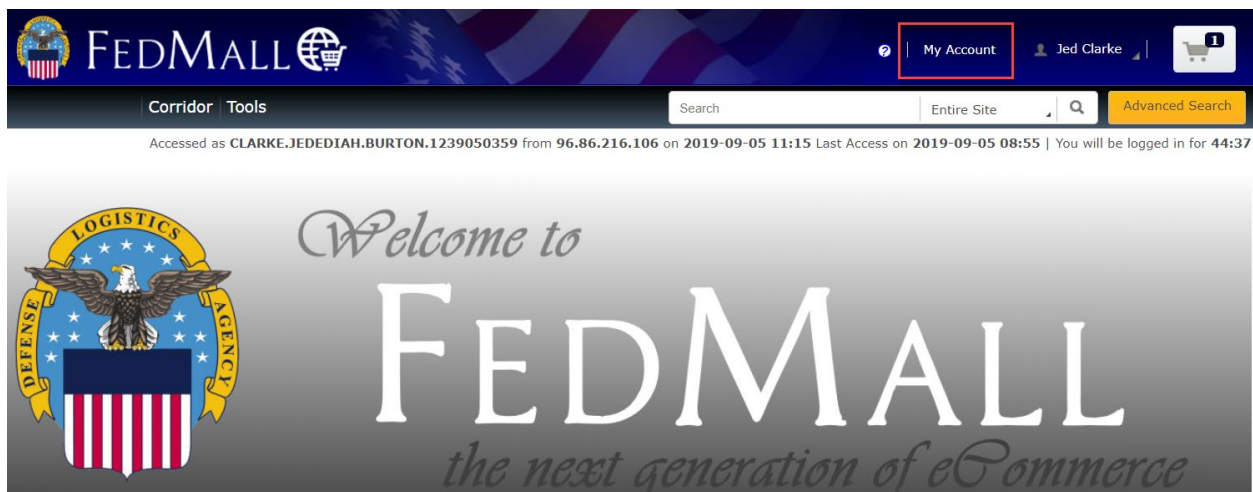 FEDMALL
? | My Account Jed Clarke | 1
Corridor Tools Search Entire Site Advanced Search
Accessed as CLARKE.JEDEDIAH.BURTON.1239050359 from 96.86.216.106 on 2019-09-05 11:15 Last Access on 2019-09-05 08:55 | You will be logged in for 44:37
DEFENSE LOGISTICS AGENCY
Welcome to
FEDMALL
the next generation of eCommerce